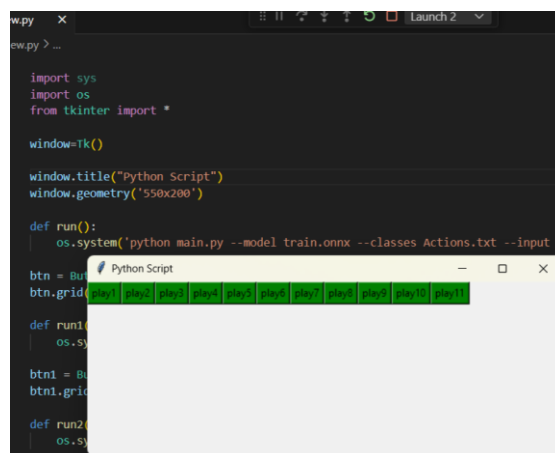 w.py ×
Launch 2
ew.py > ...
import sys
import os
from tkinter import *
window=Tk()
window.title("Python Script")
window.geometry('550x200')
def run():
os.system('python main.py --model train.onnx --classes Actions.txt --input
Python Script
btn = But
btn.grid(
play1 play2 play3 play4 play5 play6 play7 play8 play9 play10 play11
def run1(
os.sy
btn1 = Bu
btn1.grid
def run2(
os.sy